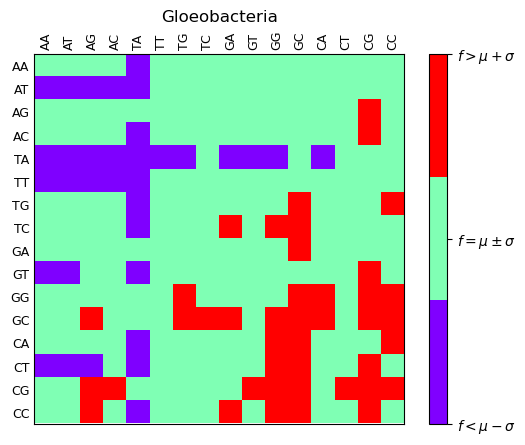 Gloeobacteria
AA AT AG AC TA TT TG TC GA GT GG GC CA CT CG CC
AA
AT
AG
AC
TA
TT
TG
TC
GA
GT
GG
GC
CA
CT
CG
CC
f > μ + σ
f = μ ± σ
f < μ − σ